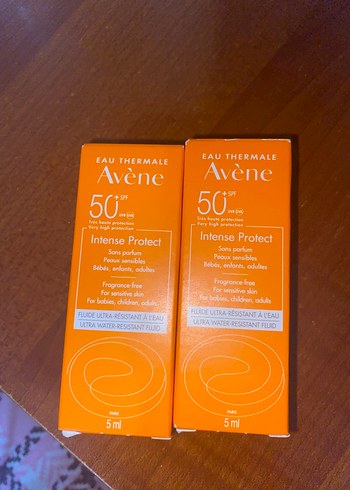 EAU THERMALE
Avène
50+ SPF
UVB UVA
Très haute protection
Very high protection
Intense Protect
Sans parfum
Peaux sensibles
Bébés, enfants, adultes
Fragrance-free
For sensitive skin
For babies, children, adults
FLUIDE ULTRA-RÉSISTANT À L'EAU
ULTRA WATER-RESISTANT FLUID
PARIS
5 ml
EAU THERMALE
Avène
50+ SPF
Très haute protection
Very high protection
Intense Protect
Sans parfum
Peaux sensibles
Bébés, enfants, adultes
Fragrance-free
For sensitive skin
For babies, children, adults
FLUIDE ULTRA-RÉSISTANT À L'EAU
ULTRA WATER-RESISTANT FLUID
PARIS
5 ml